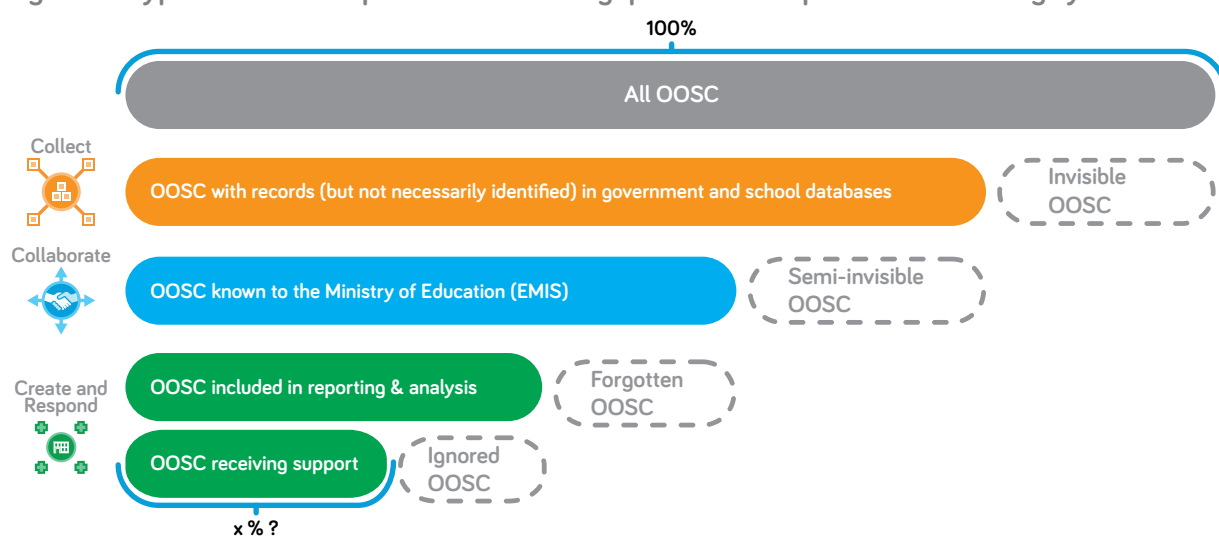 100%
All OOSC
Collect
OOSC with records (but not necessarily identified) in government and school databases
Invisible
OOSC
Collaborate
OOSC known to the Ministry of Education (EMIS)
Semi-invisible
OOSC
Create and
Respond
OOSC included in reporting & analysis
Forgotten
OOSC
OOSC receiving support
Ignored
OOSC
x % ?